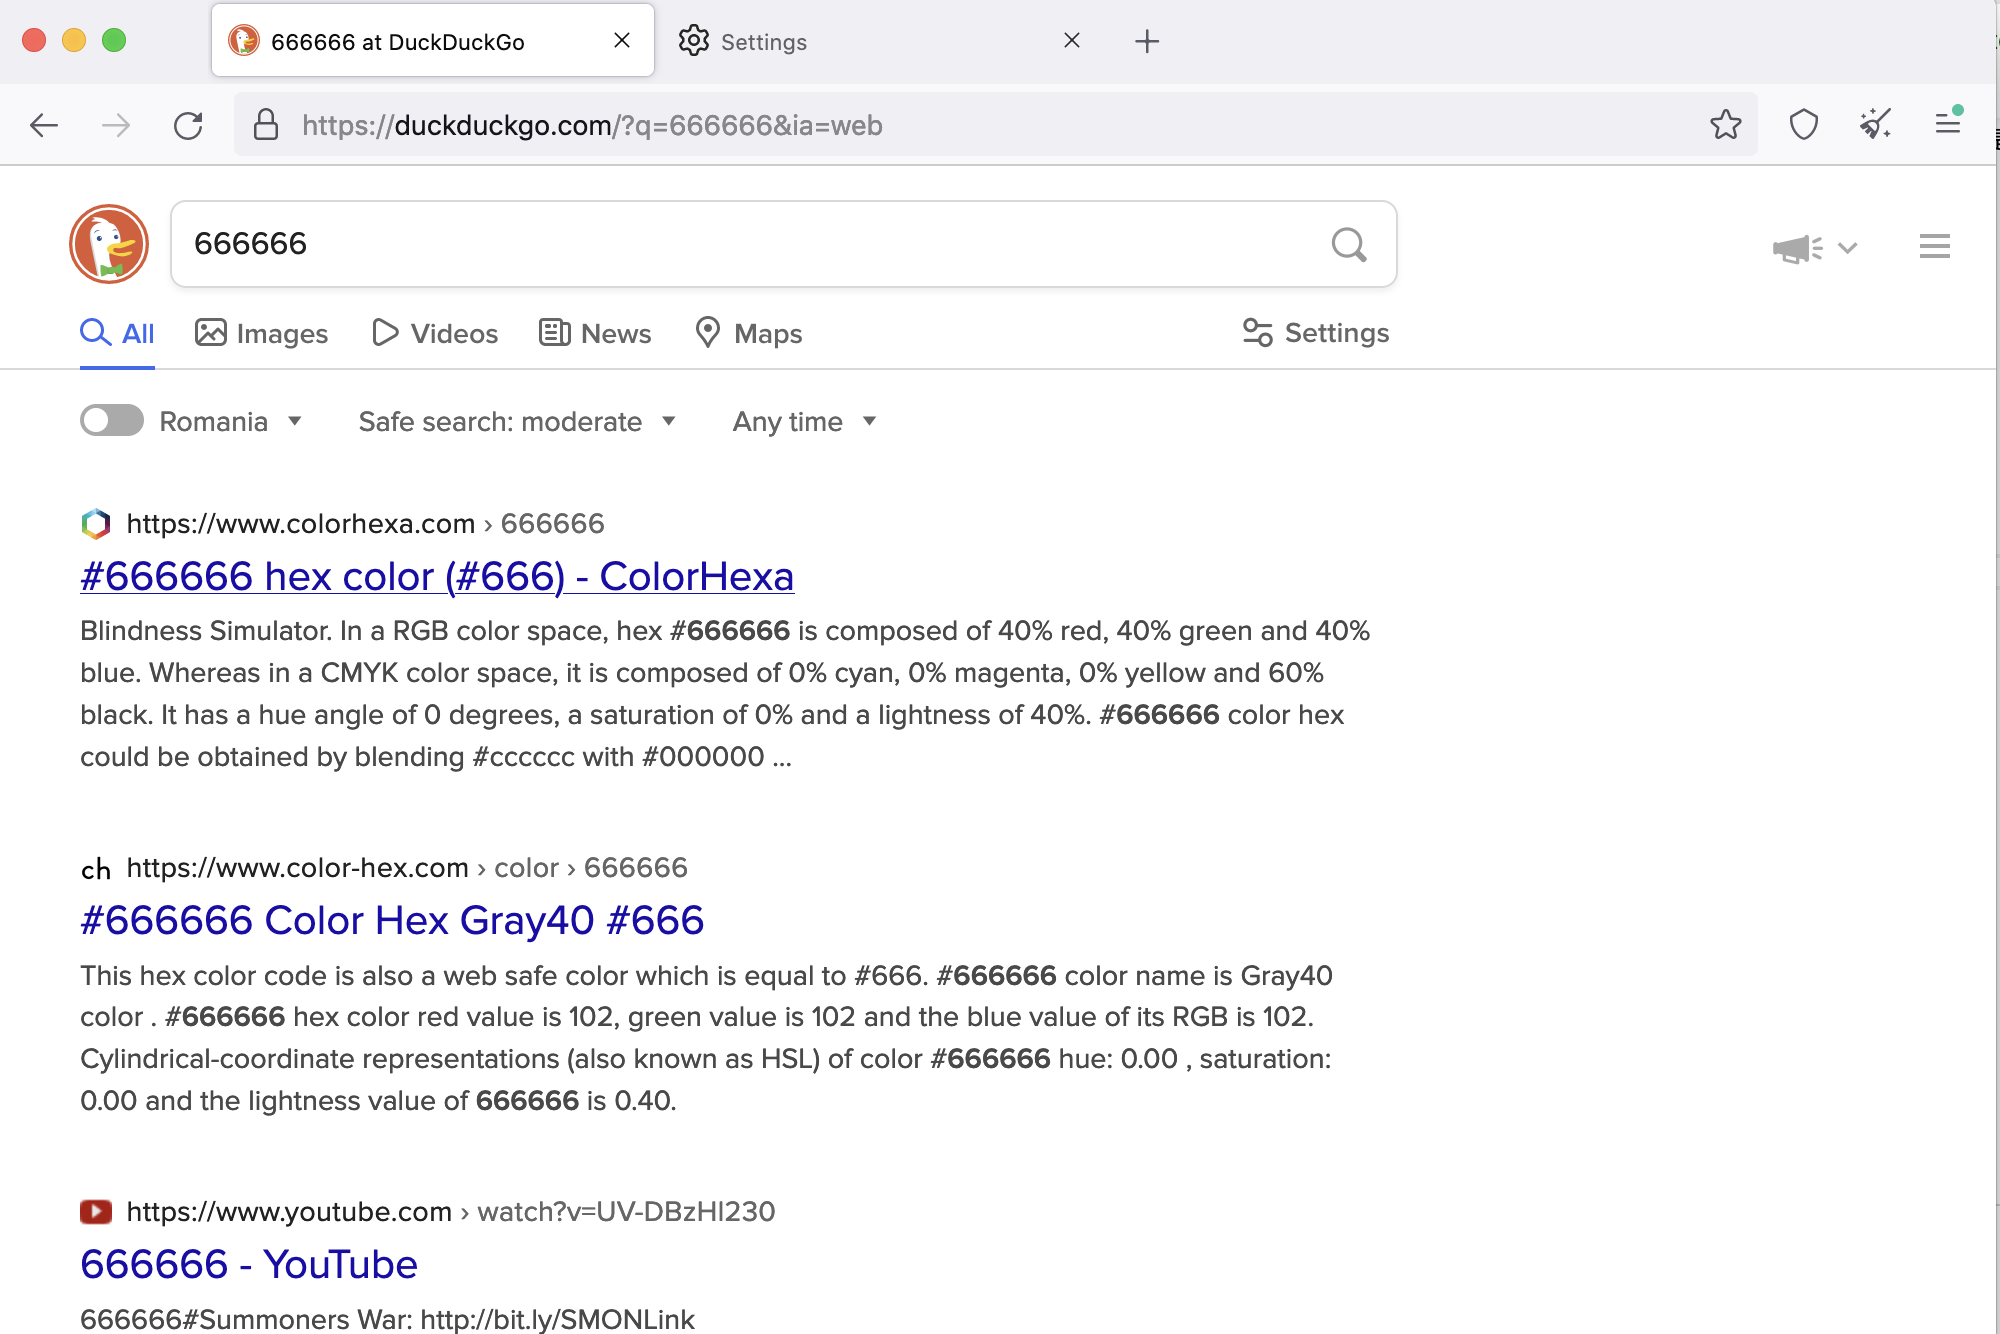 666666 at DuckDuckGo
Settings
https://duckduckgo.com/?q=666666&ia=web
666666
All Images Videos News Maps Settings
Romania Safe search: moderate Any time
https://www.colorhexa.com › 666666
#666666 hex color (#666) - ColorHexa
Blindness Simulator. In a RGB color space, hex #666666 is composed of 40% red, 40% green and 40%
blue. Whereas in a CMYK color space, it is composed of 0% cyan, 0% magenta, 0% yellow and 60%
black. It has a hue angle of 0 degrees, a saturation of 0% and a lightness of 40%. #666666 color hex
could be obtained by blending #cccccc with #000000 ...
ch https://www.color-hex.com › color › 666666
#666666 Color Hex Gray40 #666
This hex color code is also a web safe color which is equal to #666. #666666 color name is Gray40
color . #666666 hex color red value is 102, green value is 102 and the blue value of its RGB is 102.
Cylindrical-coordinate representations (also known as HSL) of color #666666 hue: 0.00 , saturation:
0.00 and the lightness value of 666666 is 0.40.
https://www.youtube.com › watch?v=UV-DBzHI230
666666 - YouTube
666666#Summoners War: http://bit.ly/SMONLink